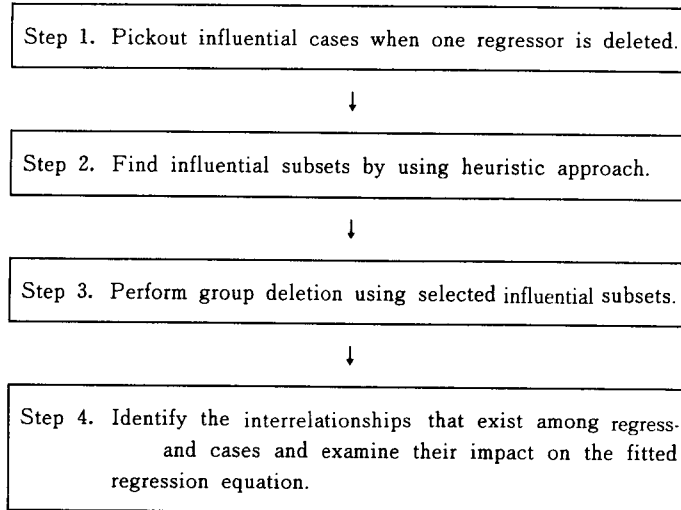 Step 1. Pickout influential cases when one regressor is deleted.
↓
Step 2. Find influential subsets by using heuristic approach.
↓
Step 3. Perform group deletion using selected influential subsets.
↓
Step 4. Identify the interrelationships that exist among regress-
and cases and examine their impact on the fitted
regression equation.